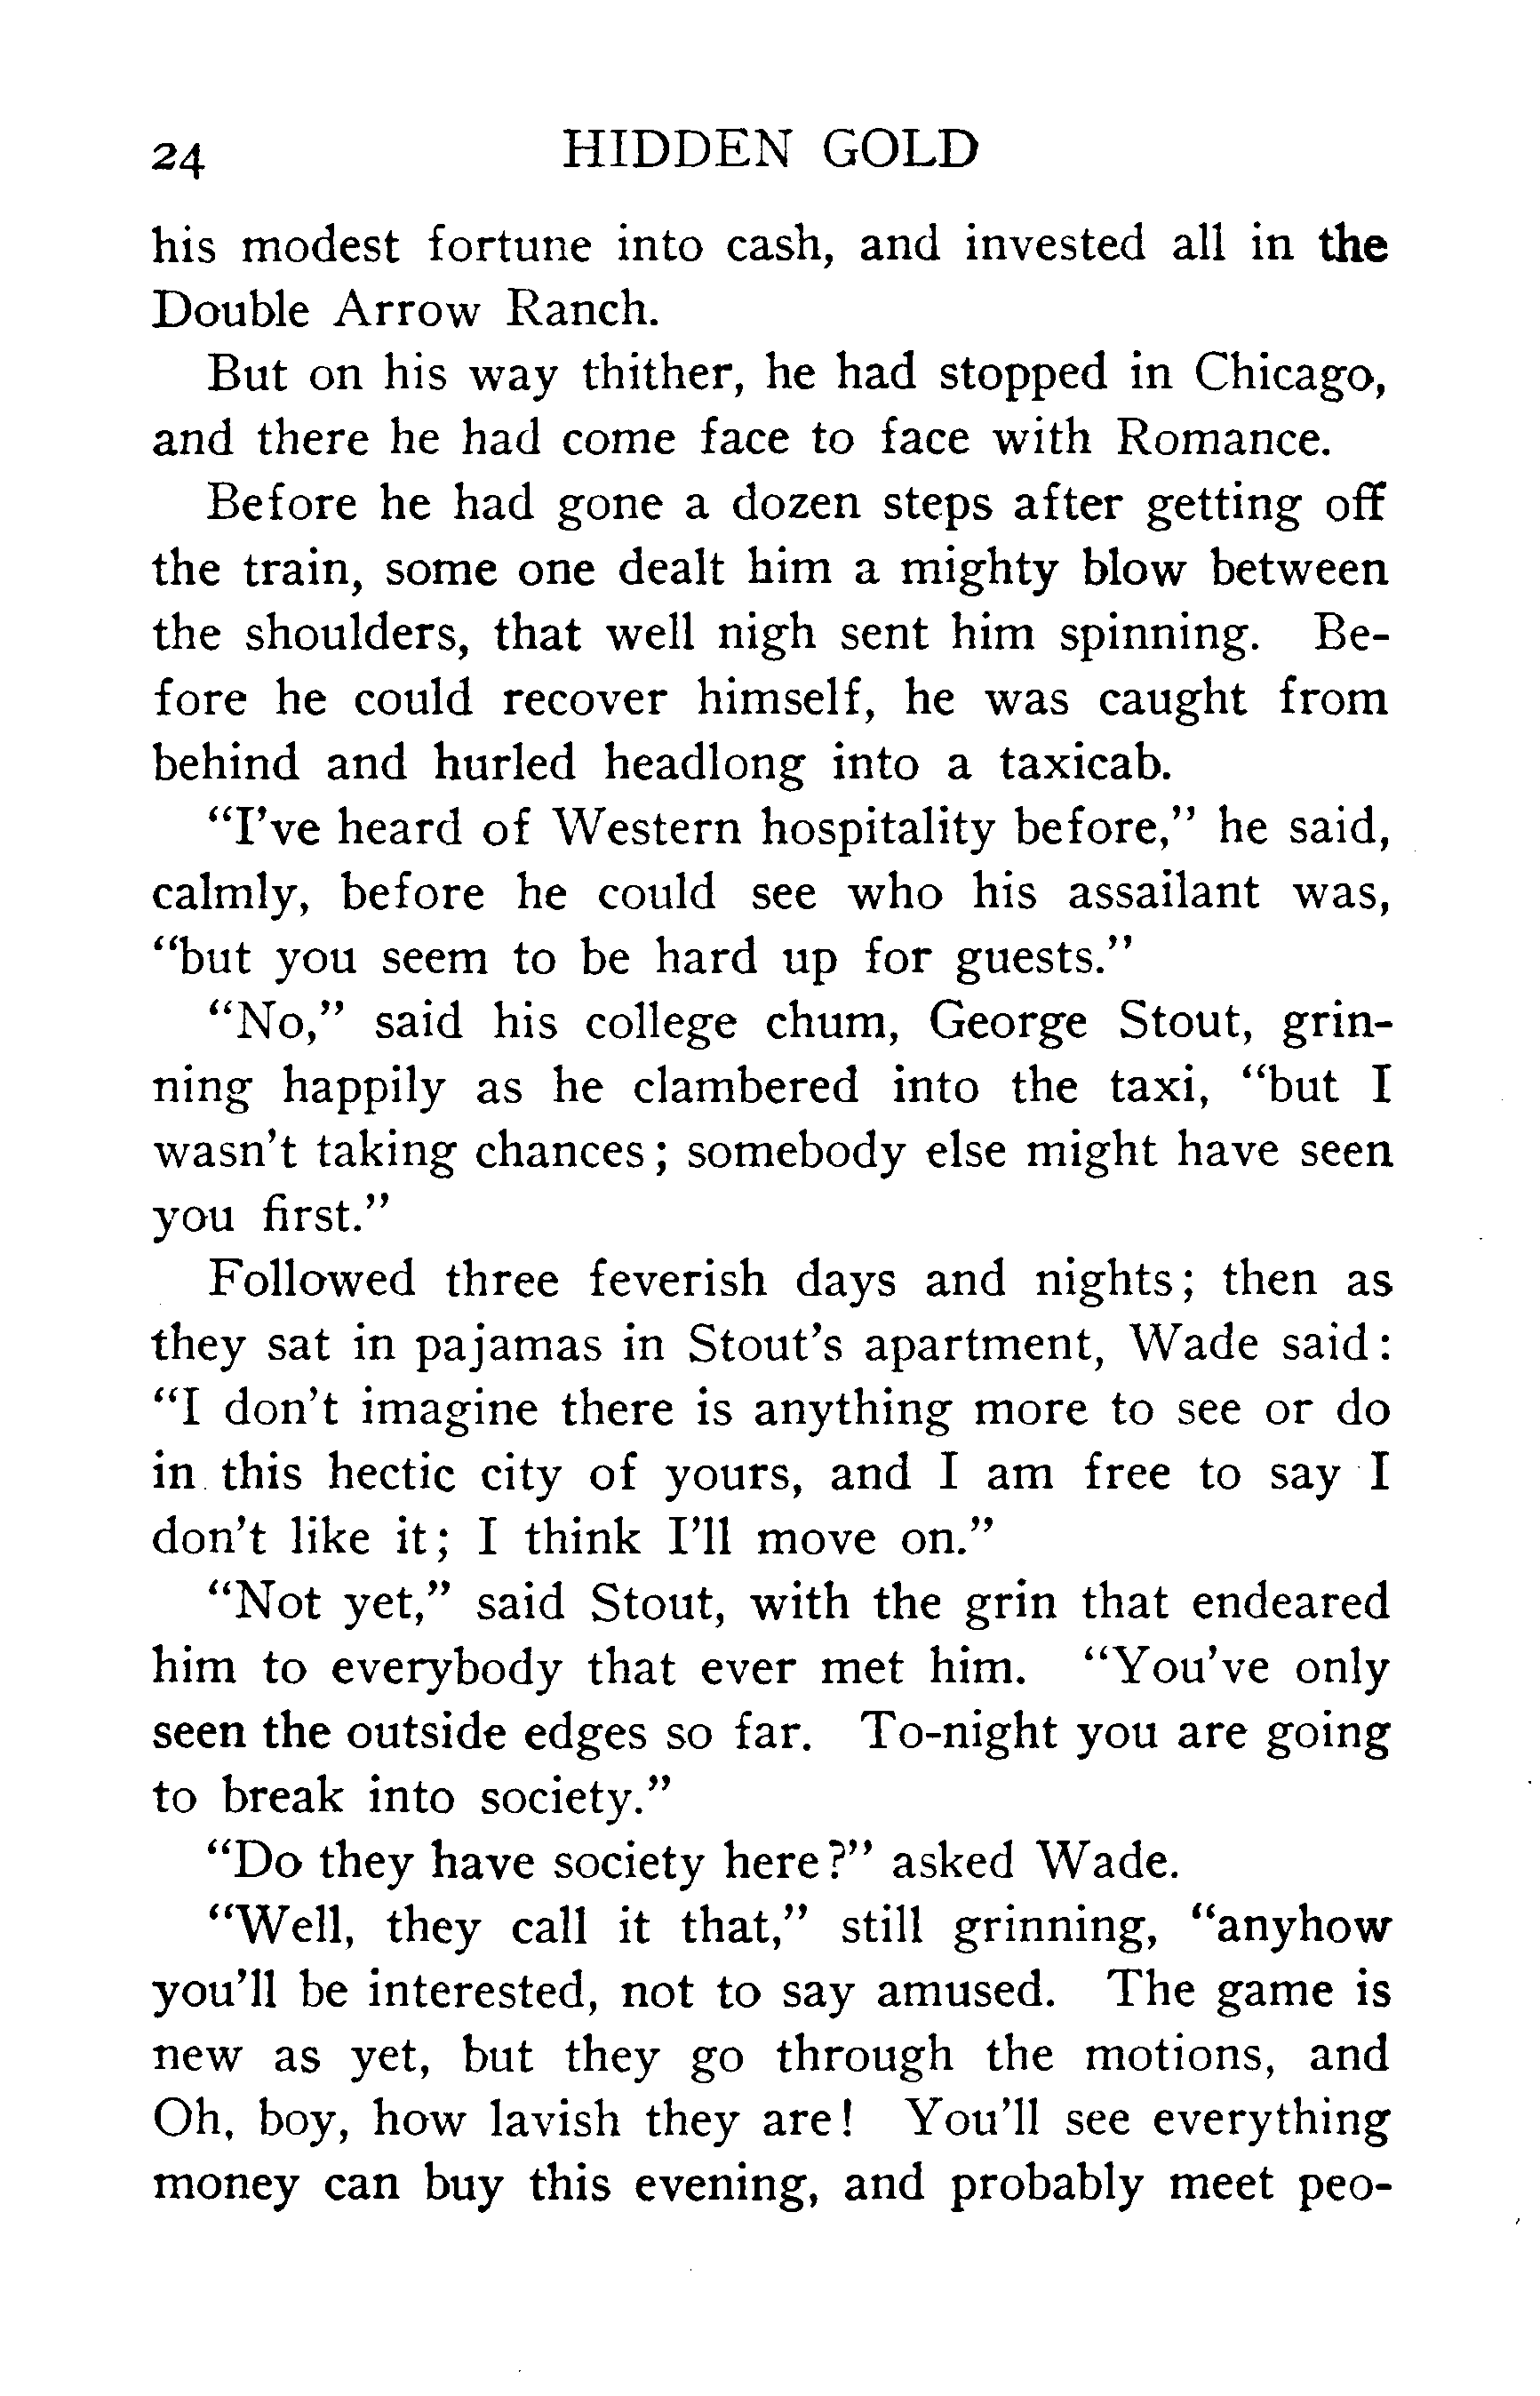 24 HIDDEN GOLD
his modest fortune into cash, and invested all in the
Double Arrow Ranch.
But on his way thither, he had stopped in Chicago,
and there he had come face to face with Romance.
Before he had gone a dozen steps after getting off
the train, some one dealt him a mighty blow between
the shoulders, that well nigh sent him spinning. Be-
fore he could recover himself, he was caught from
behind and hurled headlong into a taxicab.
"I've heard of Western hospitality before," he said,
calmly, before he could see who his assailant was,
"but you seem to be hard up for guests."
"No," said his college chum, George Stout, grin-
ning happily as he clambered into the taxi, "but I
wasn't taking chances; somebody else might have seen
you first."
Followed three feverish days and nights; then as
they sat in pajamas in Stout's apartment, Wade said:
"I don't imagine there is anything more to see or do
in this hectic city of yours, and I am free to say I
don't like it; I think I'll move on."
"Not yet," said Stout, with the grin that endeared
him to everybody that ever met him. "You've only
seen the outside edges so far. To-night you are going
to break into society."
"Do they have society here?" asked Wade.
"Well, they call it that," still grinning, "anyhow
you'll be interested, not to say amused. The game is
new as yet, but they go through the motions, and
Oh, boy, how lavish they are! You'll see everything
money can buy this evening, and probably meet peo-